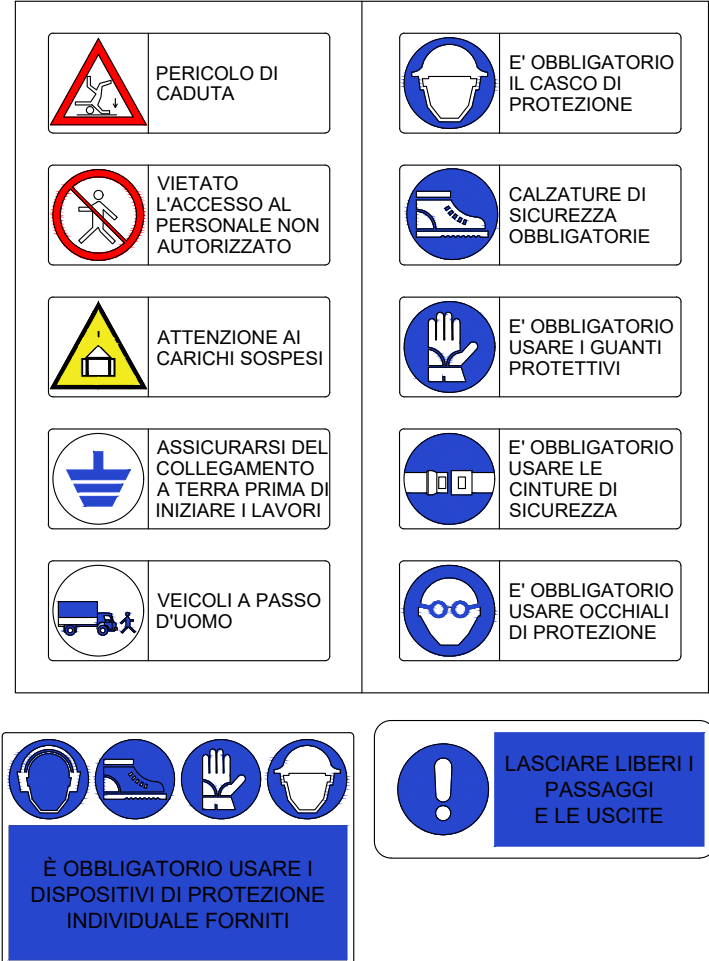 PERICOLO DI
CADUTA
VIETATO
L'ACCESSO AL
PERSONALE NON
AUTORIZZATO
ATTENZIONE AI
CARICHI SOSPESI
ASSICURARSI DEL
COLLEGAMENTO
A TERRA PRIMA DI
INIZIARE I LAVORI
VEICOLI A PASSO
D'UOMO
E' OBBLIGATORIO
IL CASCO DI
PROTEZIONE
CALZATURE DI
SICUREZZA
OBBLIGATORIE
E' OBBLIGATORIO
USARE I GUANTI
PROTETTIVI
E' OBBLIGATORIO
USARE LE
CINTURE DI
SICUREZZA
E' OBBLIGATORIO
USARE OCCHIALI
DI PROTEZIONE
È OBBLIGATORIO USARE I
DISPOSITIVI DI PROTEZIONE
INDIVIDUALE FORNITI
LASCIARE LIBERI I
PASSAGGI
E LE USCITE